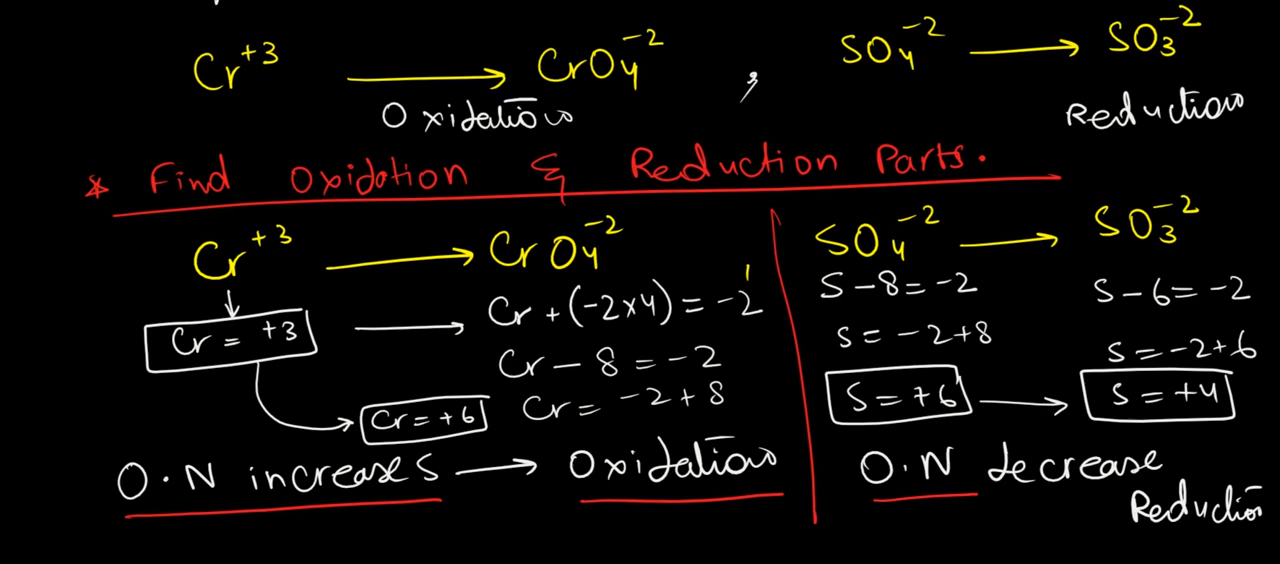 Cr⁺³ ⟶ CrO₄⁻² , SO₄⁻² ⟶ SO₃⁻²
Oxidation Reduction
* Find Oxidation & Reduction Parts.
Cr⁺³ ⟶ CrO₄⁻²
Cr = +3 ⟶ Cr + (-2×4) = -2
Cr - 8 = -2
Cr = -2 + 8
Cr = +6
O.N increases ⟶ Oxidation
SO₄⁻² ⟶ SO₃⁻²
S - 8 = -2 S - 6 = -2
S = -2 + 8 S = -2 + 6
S = +6 ⟶ S = +4
O.N decrease
Reduction